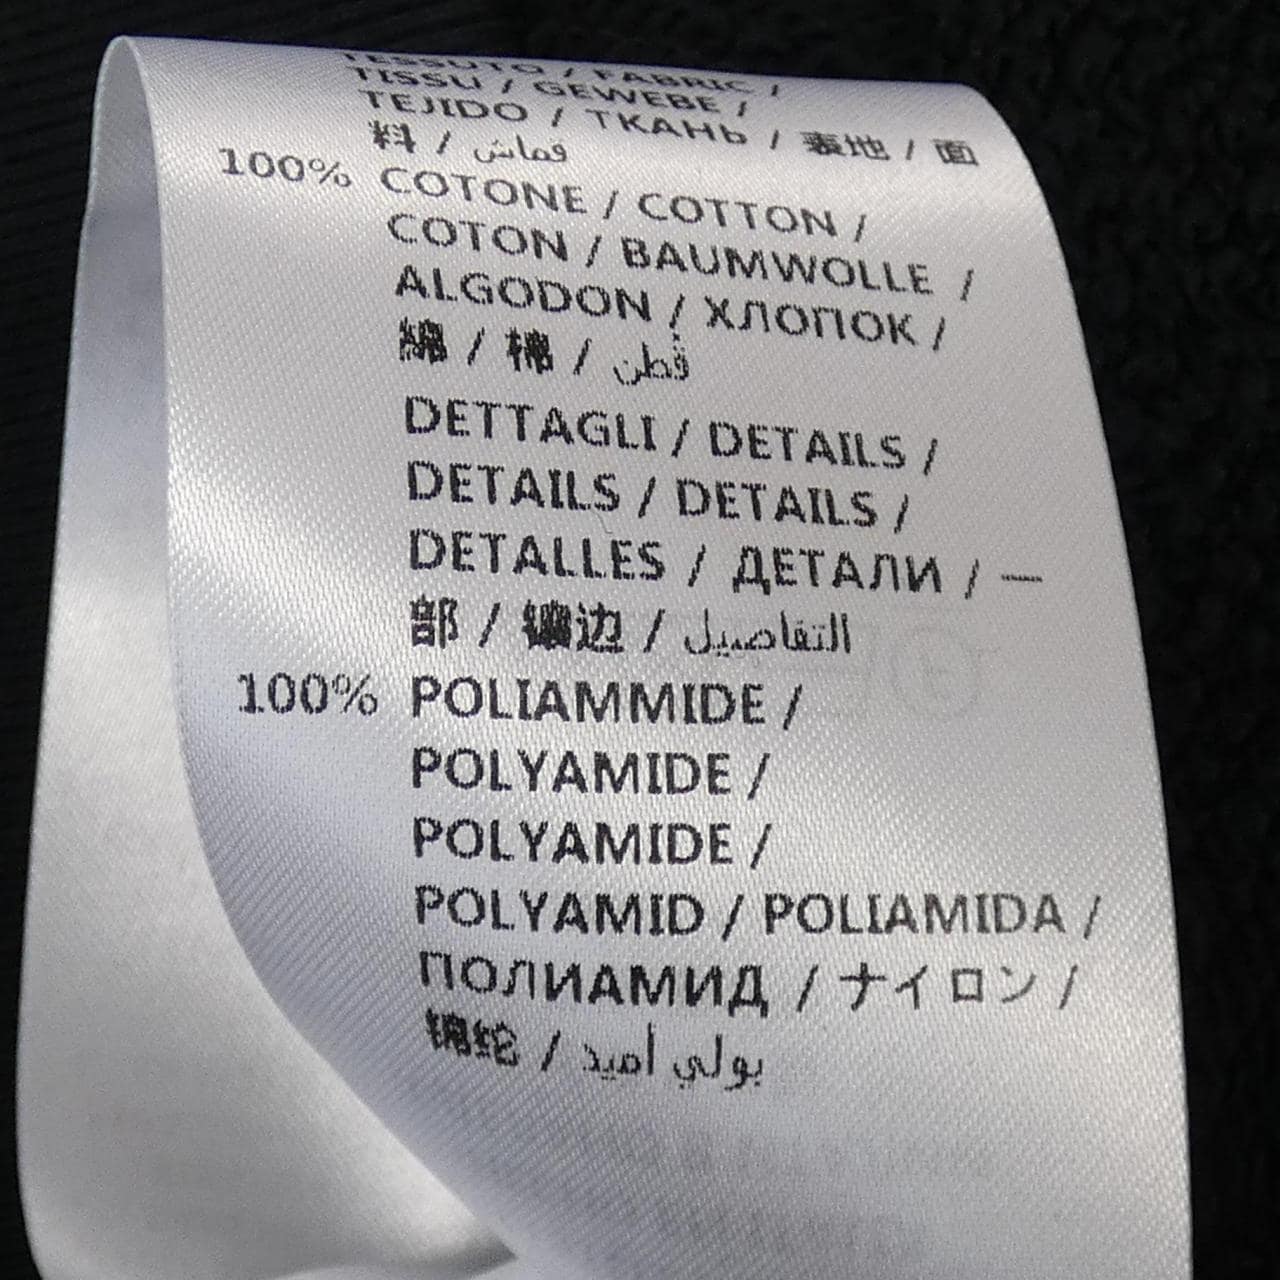 TESSUTO / FABRIC /
TISSU / GEWEBE /
TEJIDO / ТКАНЬ / 表地 / 面
料 / قماش
100% COTONE / COTTON /
COTON / BAUMWOLLE /
ALGODON / ХЛОПОК /
綿 / 棉 / قطن
DETTAGLI / DETAILS /
DETAILS / DETAILS /
DETALLES / ДЕТАЛИ / 一
部 / 镶边 / التفاصيل
100% POLIAMMIDE /
POLYAMIDE /
POLYAMIDE /
POLYAMID / POLIAMIDA /
ПОЛИАМИД / ナイロン /
锦纶 / بولي أميد